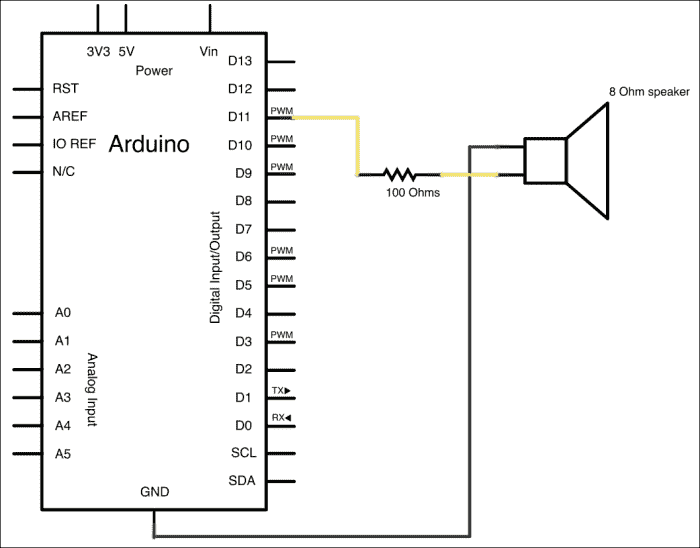 3V3 5V Vin
Power
Arduino
RST
AREF
IO REF
N/C
A0
A1
A2
A3
A4
A5
Analog Input
D13
D12
D11 PWM
D10 PWM
D9 PWM
D8
D7
D6 PWM
D5 PWM
D4
D3 PWM
D2
D1 TX▶
D0 RX◀
SCL
SDA
Digital Input/Output
GND
100 Ohms
8 Ohm speaker